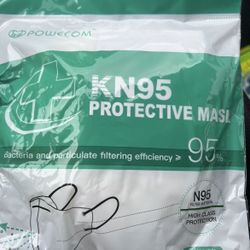 POWECOM
KN95
PROTECTIVE MASK
Bacteria and particulate filtering efficiency ≥ 95%
N95
HIGH CLASS
PROTECTION